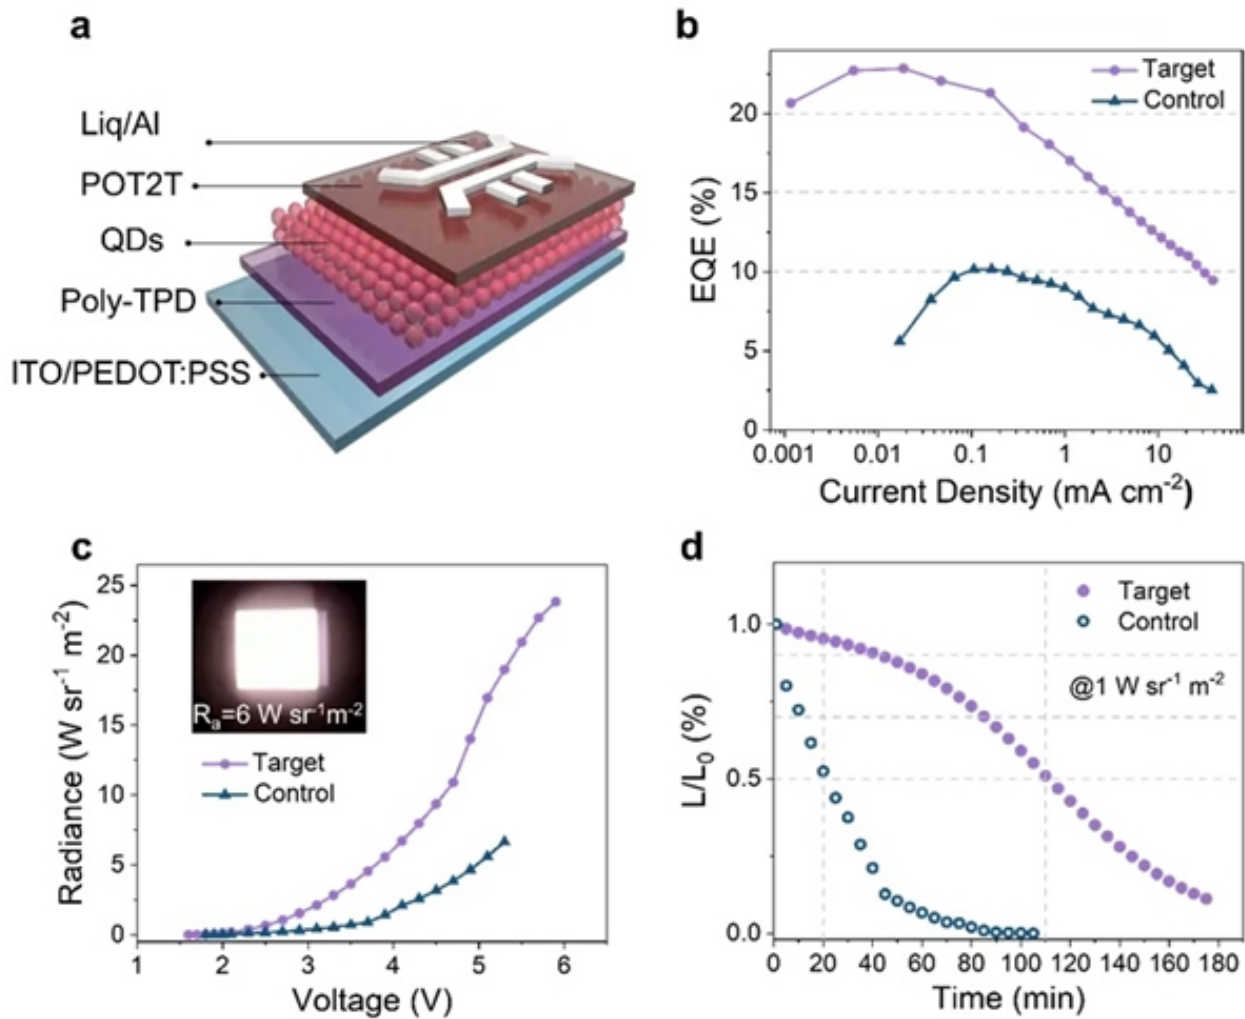 a
Liq/Al
POT2T
QDs
Poly-TPD
ITO/PEDOT:PSS
b
Target
Control
20
15
10
5
0
EQE (%)
0.001 0.01 0.1 1 10
Current Density (mA cm⁻²)
c
25
20
15
10
5
0
Radiance (W sr⁻¹ m⁻²)
Rₐ=6 W sr⁻¹m⁻²
Target
Control
1 2 3 4 5 6
Voltage (V)
d
Target
Control
@1 W sr⁻¹ m⁻²
1.0
0.5
0.0
L/L₀ (%)
0 20 40 60 80 100 120 140 160 180
Time (min)